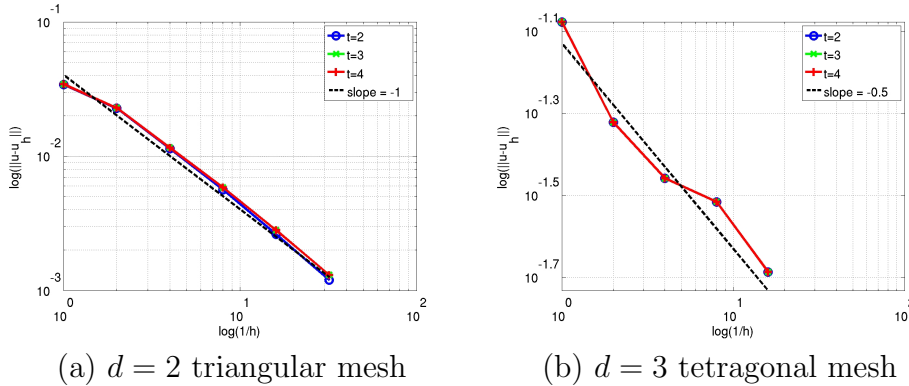 10^-1
t=2
t=3
t=4
slope = -1
log(||u-u_h||)
10^-2
10^-3
10^0
10^1
10^2
log(1/h)
10^-1.1
t=2
t=3
t=4
slope = -0.5
log(||u-u_h||)
10^-1.3
10^-1.5
10^-1.7
10^0
10^1
log(1/h)
(a) d = 2 triangular mesh
(b) d = 3 tetragonal mesh